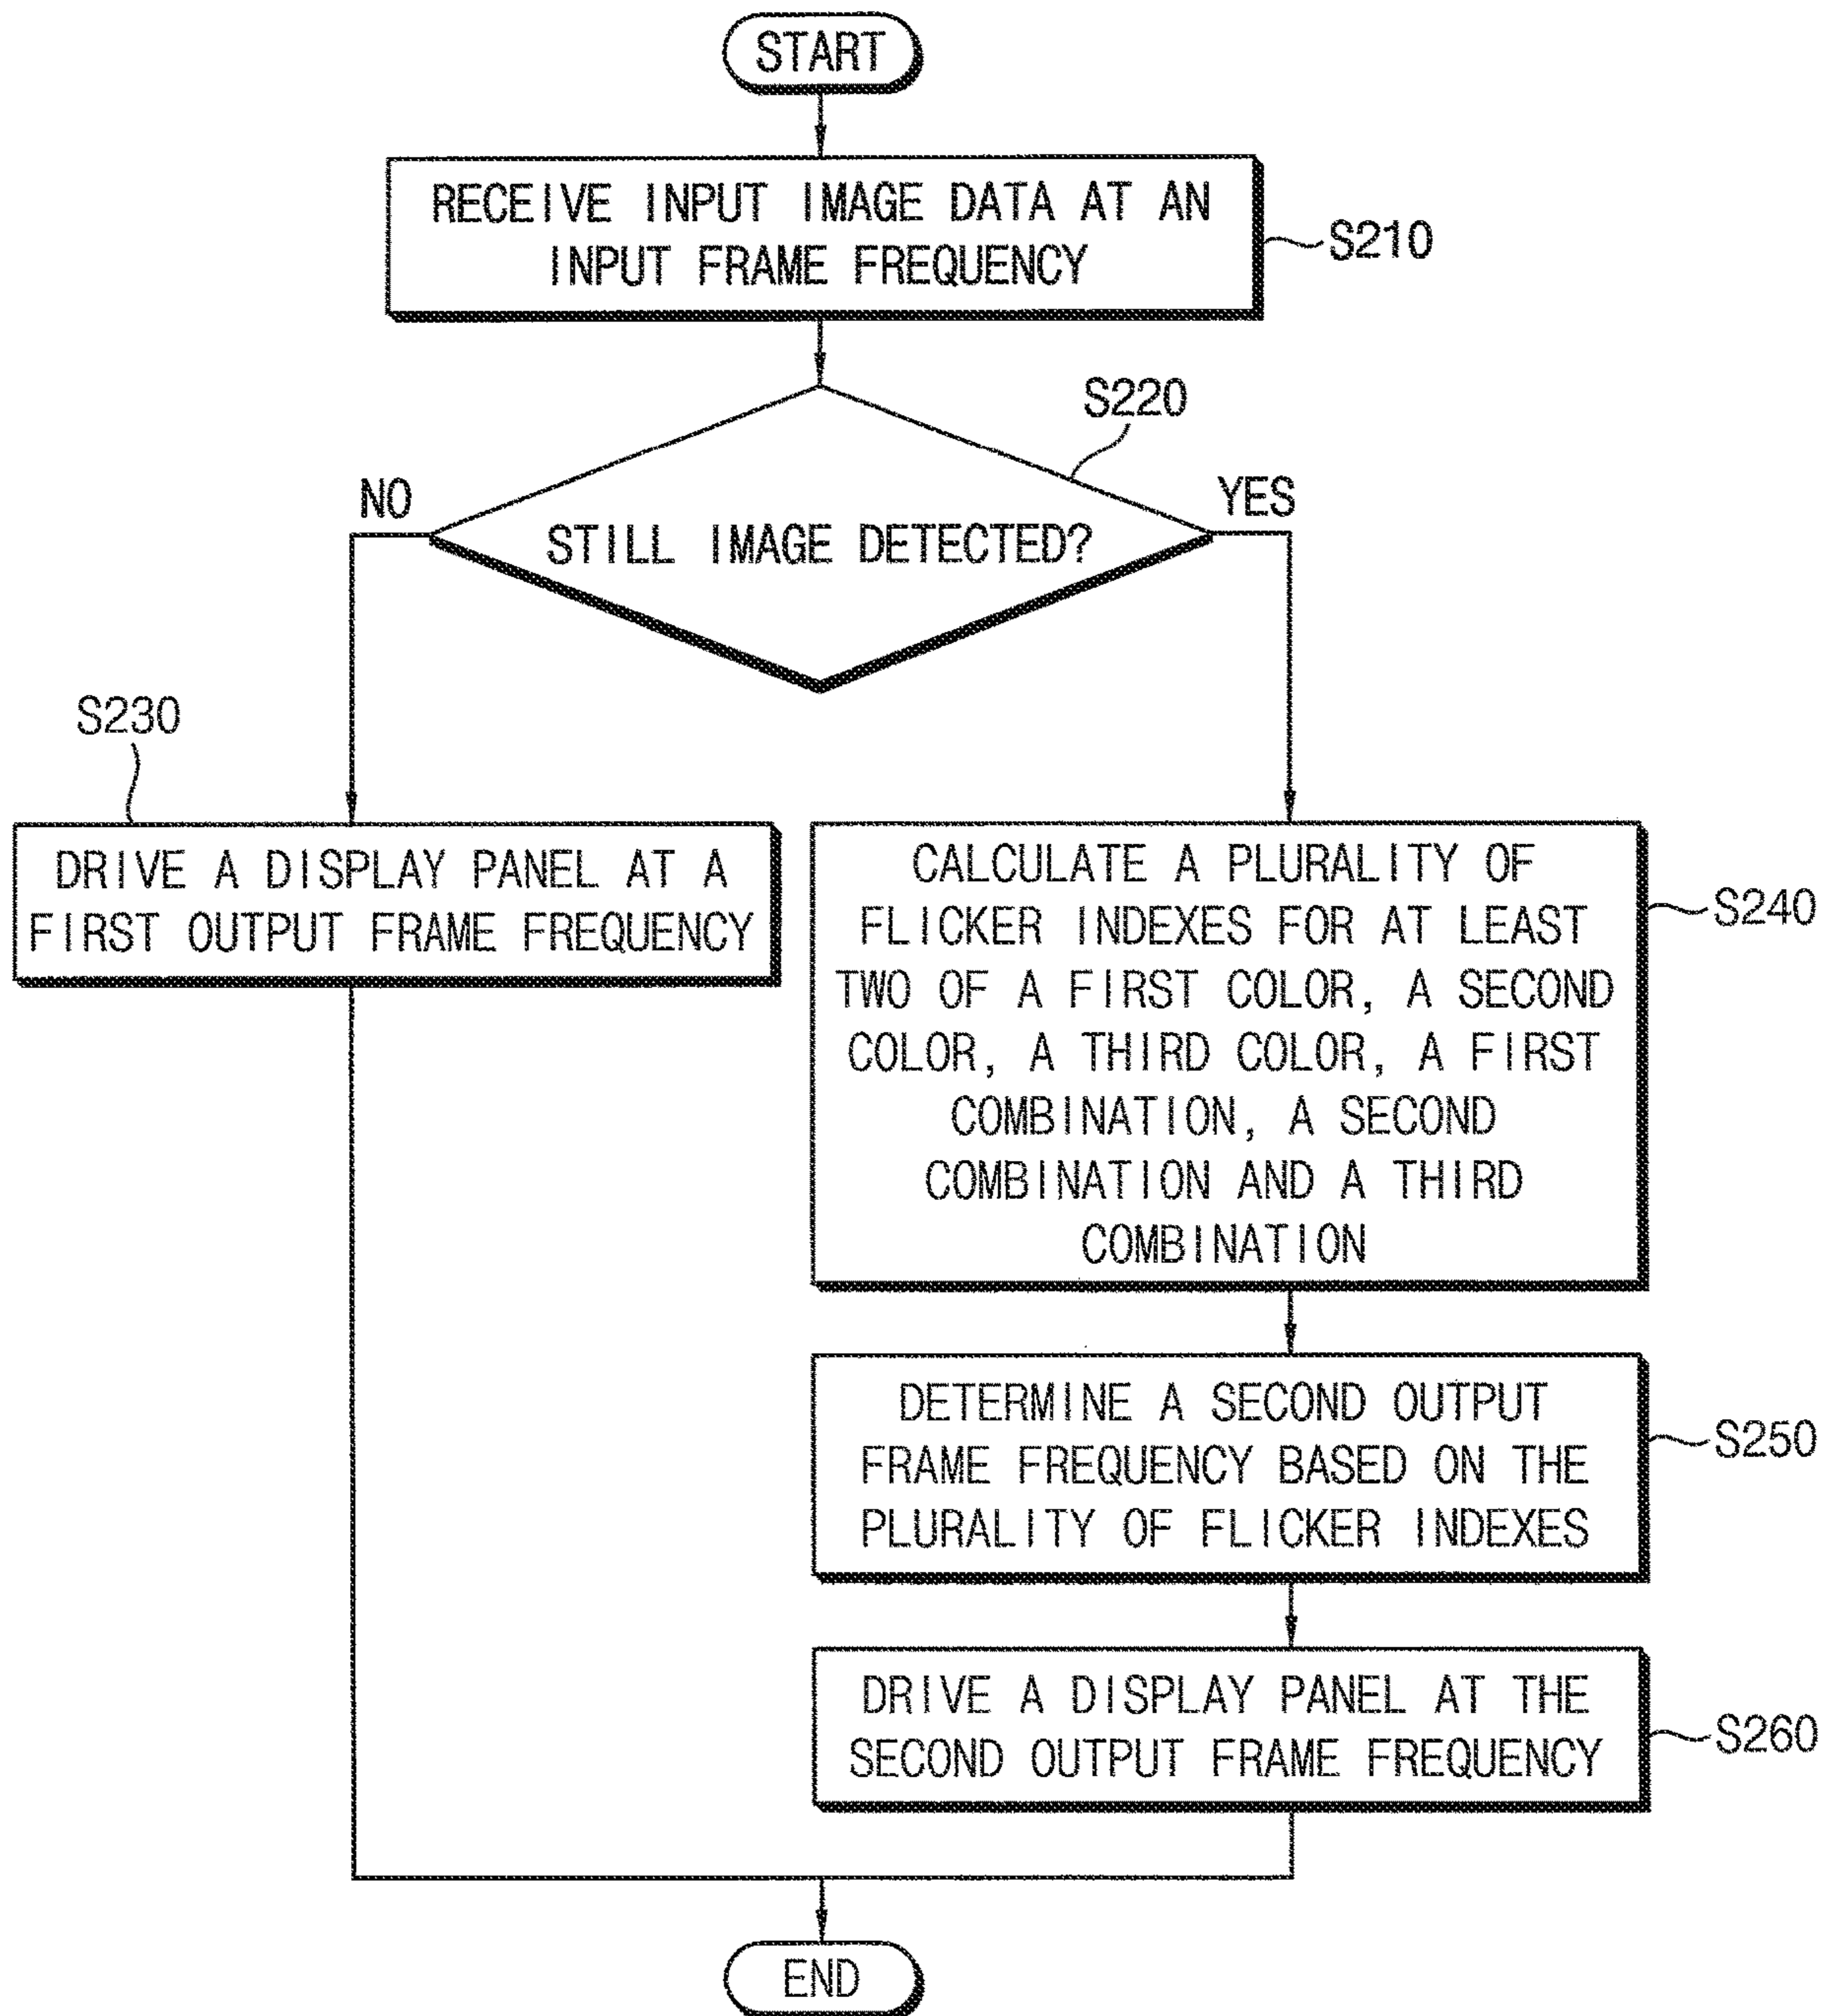 START
RECEIVE INPUT IMAGE DATA AT AN
INPUT FRAME FREQUENCY
S210
S220
NO
YES
STILL IMAGE DETECTED?
S230
DRIVE A DISPLAY PANEL AT A
FIRST OUTPUT FRAME FREQUENCY
CALCULATE A PLURALITY OF
FLICKER INDEXES FOR AT LEAST
TWO OF A FIRST COLOR, A SECOND
COLOR, A THIRD COLOR, A FIRST
COMBINATION, A SECOND
COMBINATION AND A THIRD
COMBINATION
S240
DETERMINE A SECOND OUTPUT
FRAME FREQUENCY BASED ON THE
PLURALITY OF FLICKER INDEXES
S250
DRIVE A DISPLAY PANEL AT THE
SECOND OUTPUT FRAME FREQUENCY
S260
END